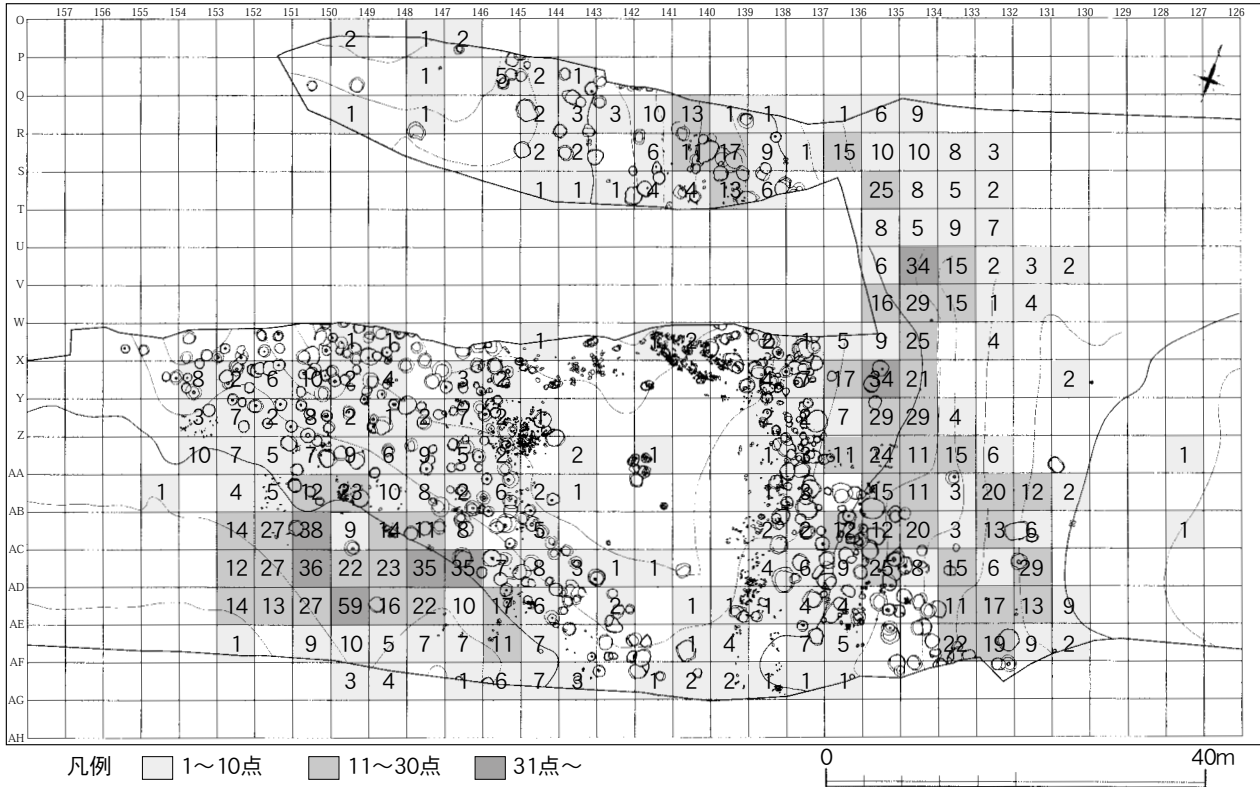 O 157 156 155 154 153 152 151 150 149 148 147 146 145 144 143 142 141 140 139 138 137 136 135 134 133 132 131 130 129 128 127 126
2 1 2
P
1 5 2 1
Q
1 1 2 3 3 10 13 1 1 1 6 9
R
2 2 6 11 17 9 1 15 10 10 8 3
S
1 1 1 4 4 13 6 25 8 5 2
T
8 5 9 7
U
6 34 15 2 3 2
V
16 29 15 1 4
W
1 1 1 2 2 1 5 9 25 4
X
8 2 6 10 2 4 3 2 4 7 17 34 21 2
Y
3 7 2 8 2 1 2 7 2 1 2 2 7 29 29 4
Z
10 7 5 7 9 6 9 5 2 2 1 1 3 11 24 11 15 6 1
AA
1 4 5 12 23 10 8 2 6 2 1 1 2 15 11 3 20 12 2
AB
14 27 38 9 14 11 8 5 2 2 12 12 20 3 13 6 1
AC
12 27 36 22 23 35 35 7 8 3 1 1 4 6 9 25 8 15 6 29
AD
14 13 27 59 16 22 10 17 6 2 1 1 1 4 4 11 17 13 9
AE
1 9 10 5 7 7 11 7 1 4 7 5 22 19 9 2
AF
3 4 1 6 7 3 1 2 2 1 1 1
AG
AH
凡例 1～10点 11～30点 31点～ 0 40m